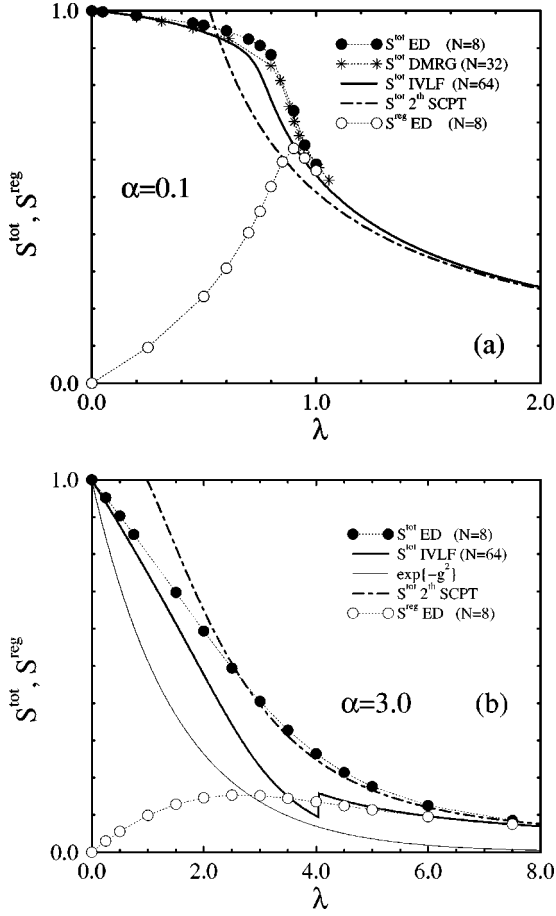 1.0
S^tot ED (N=8)
S^tot DMRG (N=32)
S^tot IVLF (N=64)
S^tot 2^th SCPT
S^reg ED (N=8)
α=0.1
S^tot, S^reg
(a)
0.0
0.0 1.0 2.0
λ
1.0
S^tot ED (N=8)
S^tot IVLF (N=64)
exp{-g^2}
S^tot 2^th SCPT
S^reg ED (N=8)
α=3.0
S^tot, S^reg
(b)
0.0
0.0 2.0 4.0 6.0 8.0
λ